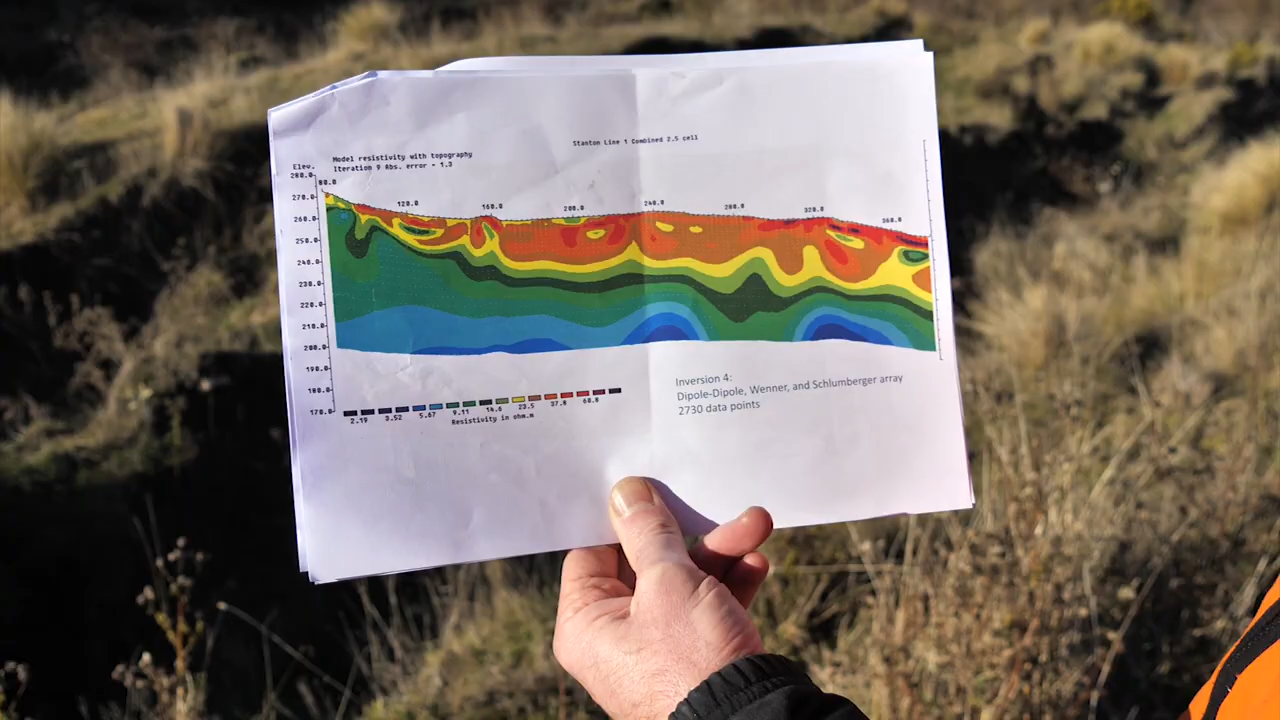 Stanton Line 1 Combined 2.5 cell
Model resistivity with topography
Elev. Iteration 9 Abs. error = 1.3
280.0
80.0
270.0
120.0 160.0 200.0 240.0 280.0 320.0 360.0
260.0
250.0
240.0
230.0
220.0
210.0
200.0
190.0
180.0
170.0
2.19 3.52 5.67 9.11 14.6 23.5 37.8 60.8
Resistivity in ohm.m
Inversion 4:
Dipole-Dipole, Wenner, and Schlumberger array
2730 data points